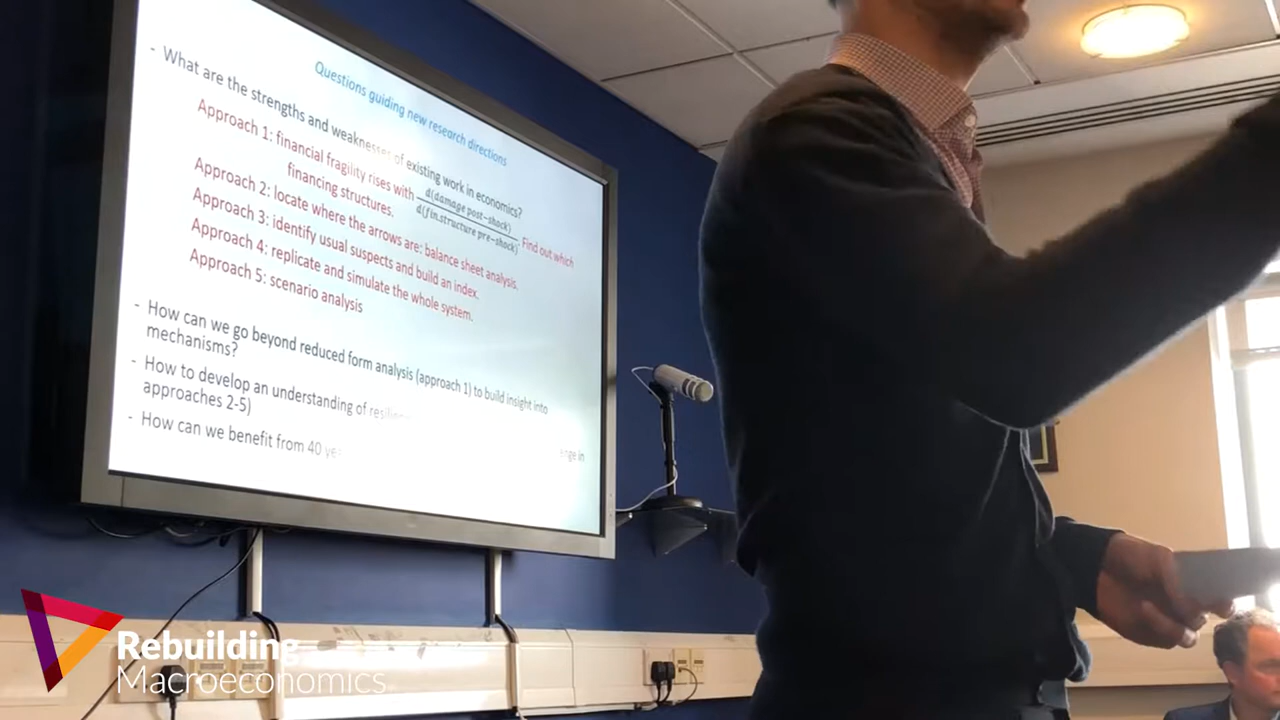 Questions guiding new research directions
- What are the strengths and weaknesses of existing work in economics?
Approach 1: financial fragility rises with d(damage post-shock)/d(fin.structure pre-shock). Find out which
financing structures.
Approach 2: locate where the arrows are: balance sheet analysis.
Approach 3: identify usual suspects and build an index.
Approach 4: replicate and simulate the whole system.
Approach 5: scenario analysis
- How can we go beyond reduced form analysis (approach 1) to build insight into
mechanisms?
- How to develop an understanding of
approaches 2-5)
- How can we benefit from 40 in
Rebuilding
Macroeconomics